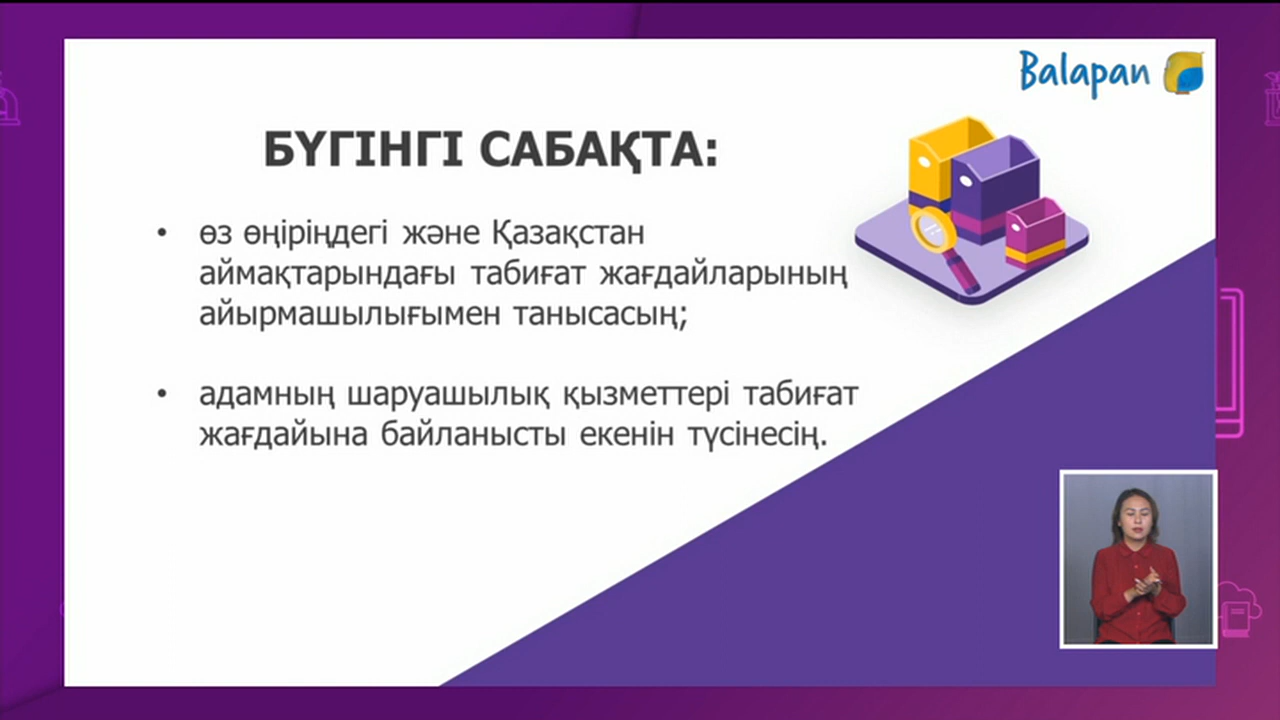 Balapan
БҮГІНГІ САБАҚТА:
• өз өңіріңдегі және Қазақстан
аймақтарындағы табиғат жағдайларының
айырмашылығымен танысасың;
• адамның шаруашылық қызметтері табиғат
жағдайына байланысты екенін түсінесің.